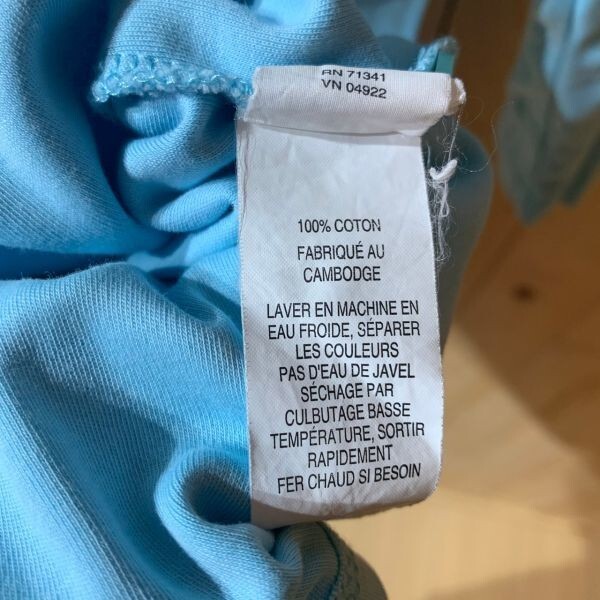 RN 71341
VN 04922
100% COTON
FABRIQUÉ AU
CAMBODGE
LAVER EN MACHINE EN
EAU FROIDE, SÉPARER
LES COULEURS
PAS D'EAU DE JAVEL
SÉCHAGE PAR
CULBUTAGE BASSE
TEMPÉRATURE, SORTIR
RAPIDEMENT
FER CHAUD SI BESOIN